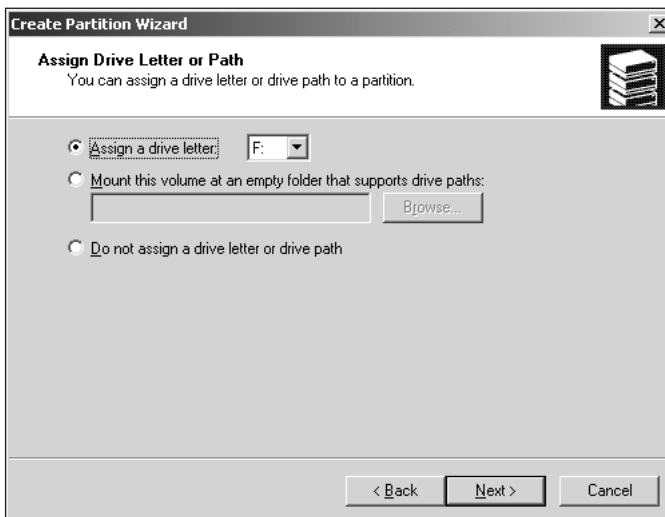 Create Partition Wizard
Assign Drive Letter or Path
You can assign a drive letter or drive path to a partition.
Assign a drive letter: F:
Mount this volume at an empty folder that supports drive paths:
Browse...
Do not assign a drive letter or drive path
< Back Next > Cancel